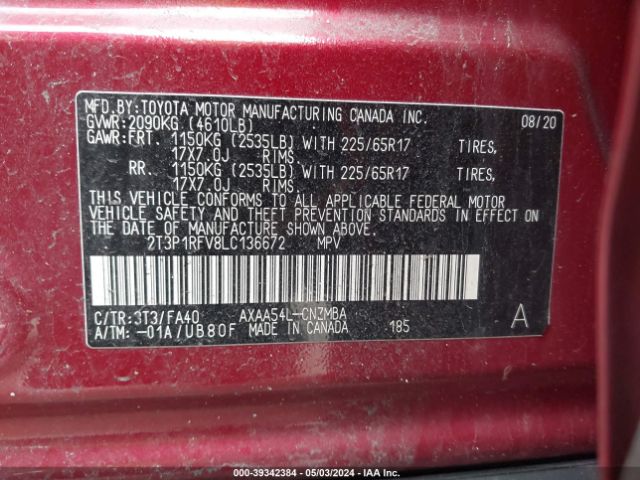 MFD.BY:TOYOTA MOTOR MANUFACTURING CANADA INC. 08/20
GVWR:2090KG (4610LB)
GAWR:FRT. 1150KG (2535LB) WITH 225/65R17 TIRES,
17X7.0J RIMS
RR. 1150KG (2535LB) WITH 225/65R17 TIRES,
17X7.0J RIMS
THIS VEHICLE CONFORMS TO ALL APPLICABLE FEDERAL MOTOR
VEHICLE SAFETY AND THEFT PREVENTION STANDARDS IN EFFECT ON
THE DATE OF MANUFACTURE SHOWN ABOVE.
2T3P1RFV8LC136672 MPV
C/TR:3T3/FA40 AXAA54L-CNZMBA
A/TM: -01A/UB80F MADE IN CANADA 185 A
000-39342384 - 05/03/2024 - IAA Inc.